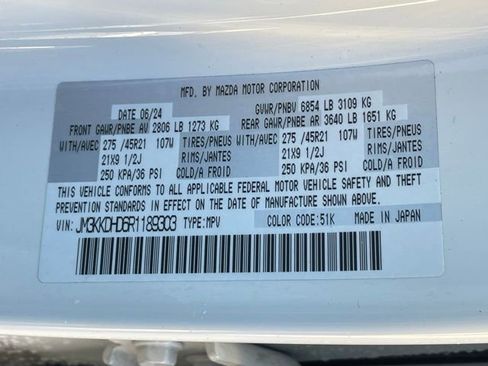 MFD. BY MAZDA MOTOR CORPORATION
DATE 06/24 GVWR/PNBV 6854 LB 3109 KG
FRONT GAWR/PNBE AV 2806 LB 1273 KG REAR GAWR/PNBE AR 3640 LB 1651 KG
WITH/AVEC 275 /45R21 107W TIRES/PNEUS WITH/AVEC 275 /45R21 107W TIRES/PNEUS
21X9 1/2J RIMS/JANTES 21X9 1/2J RIMS/JANTES
250 KPA/36 PSI COLD/A FROID 250 KPA/36 PSI COLD/A FROID
THIS VEHICLE CONFORMS TO ALL APPLICABLE FEDERAL MOTOR VEHICLE SAFETY AND THEFT
PREVENTION STANDARDS IN EFFECT ON THE DATE OF MANUFACTURE SHOWN ABOVE.
VIN: JM3KKDHD6R1189303 TYPE:MPV COLOR CODE:51K MADE IN JAPAN